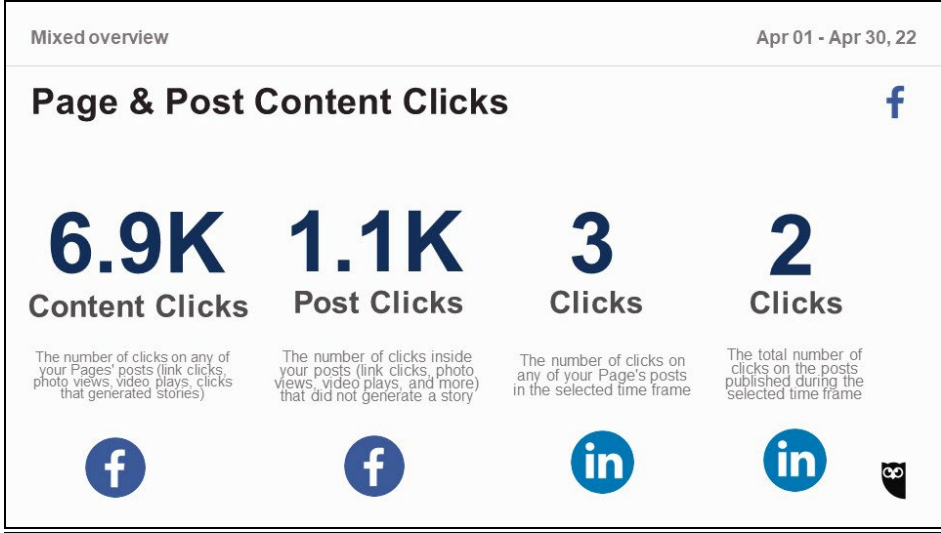 Mixed overview
Apr 01 - Apr 30, 22
Page & Post Content Clicks
f
6.9K
Content Clicks
The number of clicks on any of
your Pages' posts (link clicks,
photo views, video plays, clicks
that generated stories)
f
1.1K
Post Clicks
The number of clicks inside
your posts (link clicks, photo
views, video plays, and more)
that did not generate a story
f
3
Clicks
The number of clicks on
any of your Page's posts
in the selected time frame
in
2
Clicks
The total number of
clicks on the posts
published during the
selected time frame
in